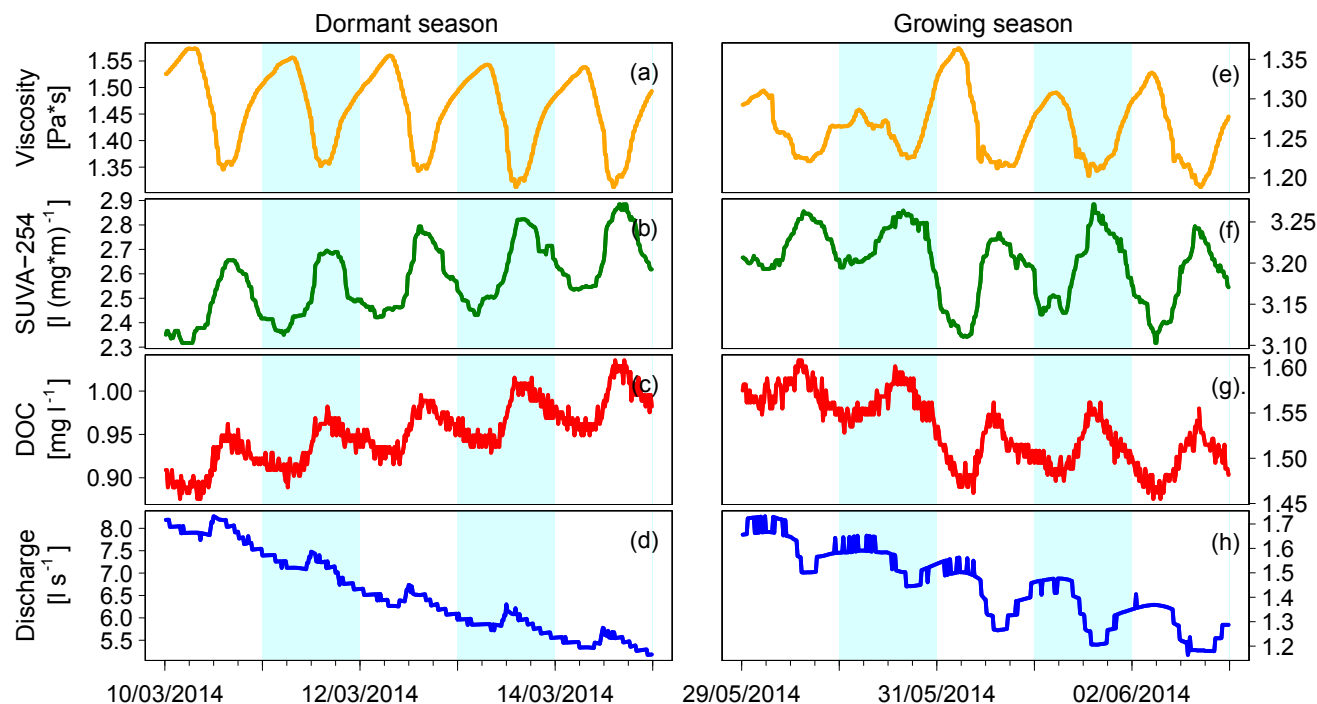 Dormant season
Growing season
Viscosity
[Pa*s]
1.55
1.50
1.45
1.40
1.35
(a)
(e)
1.35
1.30
1.25
1.20
SUVA−254
[l (mg*m)⁻¹]
2.9
2.8
2.7
2.6
2.5
2.4
2.3
(b)
(f)
3.25
3.20
3.15
3.10
DOC
[mg l⁻¹]
1.00
0.95
0.90
(c)
(g).
1.60
1.55
1.50
1.45
Discharge
[l s⁻¹]
8.0
7.5
7.0
6.5
6.0
5.5
(d)
(h)
1.7
1.6
1.5
1.4
1.3
1.2
10/03/2014
12/03/2014
14/03/2014
29/05/2014
31/05/2014
02/06/2014